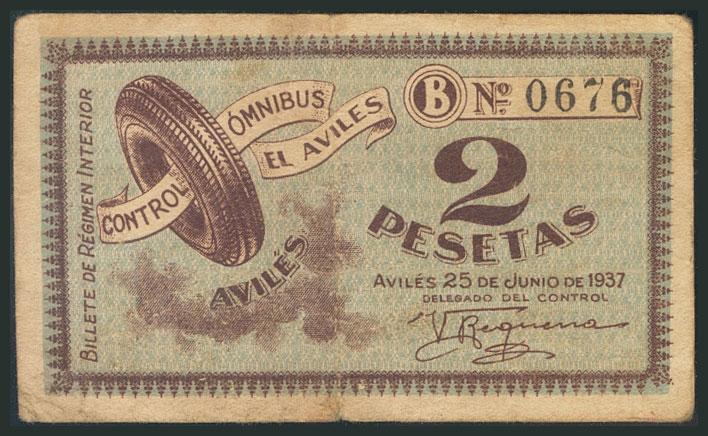 BILLETE DE RÉGIMEN INTERIOR
CONTROL
ÓMNIBUS
EL AVILES
AVILÉS
B Nº 0676
2
PESETAS
AVILÉS 25 DE JUNIO DE 1937
DELEGADO DEL CONTROL
V Requena